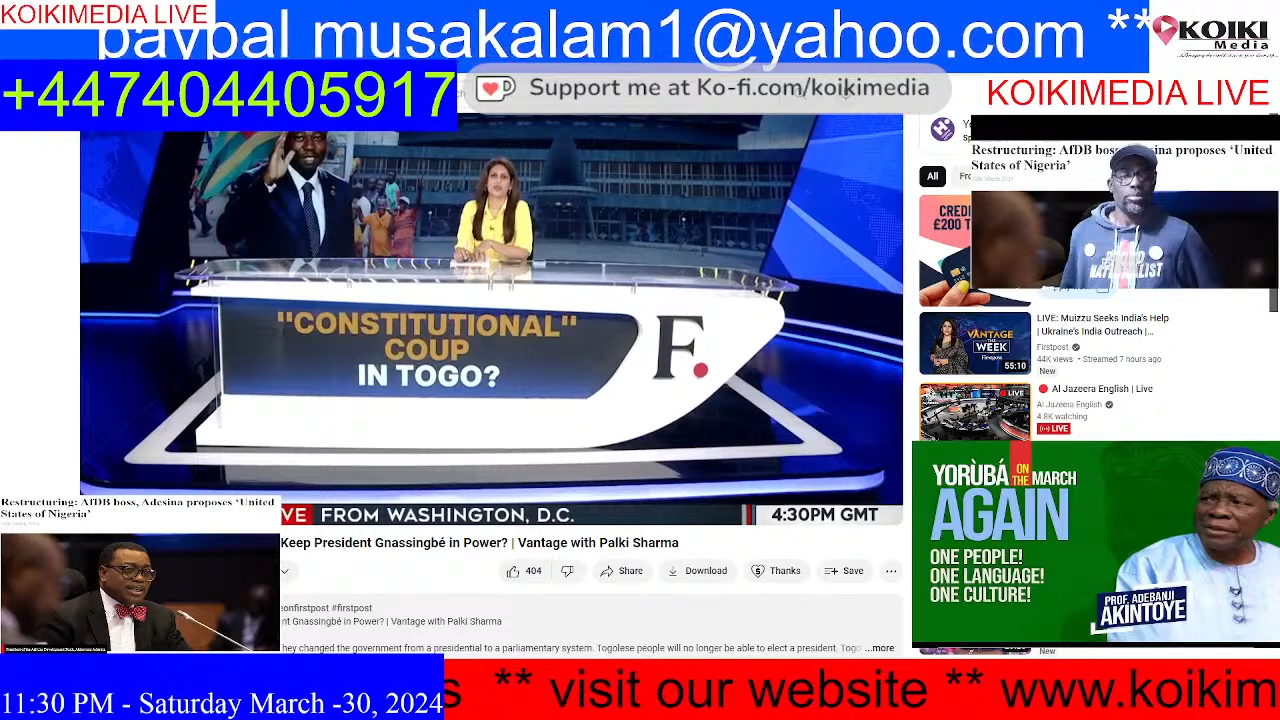 KOIKIMEDIA LIVE
paypal musakalam1@yahoo.com **
KOIKI
Media
+447404405917
Support me at Ko-fi.com/koikimedia
KOIKIMEDIA LIVE
Restructuring: AfDB boss, Adesina proposes ‘United
States of Nigeria’
All
CREDI
£200 T
"CONSTITUTIONAL"
COUP
IN TOGO?
F.
LIVE: Muizzu Seeks India's Help
| Ukraine's India Outreach |...
Firstpost
44K views • Streamed 7 hours ago
New
VANTAGE
THE
WEEK
Firstpost
55:10
Al Jazeera English | Live
Al Jazeera English
4.8K watching
LIVE
LIVE
YORÙBÁ ON THE MARCH
AGAIN
ONE PEOPLE!
ONE LANGUAGE!
ONE CULTURE!
PROF. ADEBANJI
AKINTOYE
New
Restructuring: AfDB boss, Adesina proposes ‘United
States of Nigeria’
VE FROM WASHINGTON, D.C.
4:30PM GMT
Keep President Gnassingbé in Power? | Vantage with Palki Sharma
404 Share Download Thanks Save ...
eonfirstpost #firstpost
nt Gnassingbé in Power? | Vantage with Palki Sharma
hey changed the government from a presidential to a parliamentary system. Togolese people will no longer be able to elect a president. Togo ...more
11:30 PM - Saturday March -30, 2024
s ** visit our website ** www.koikim